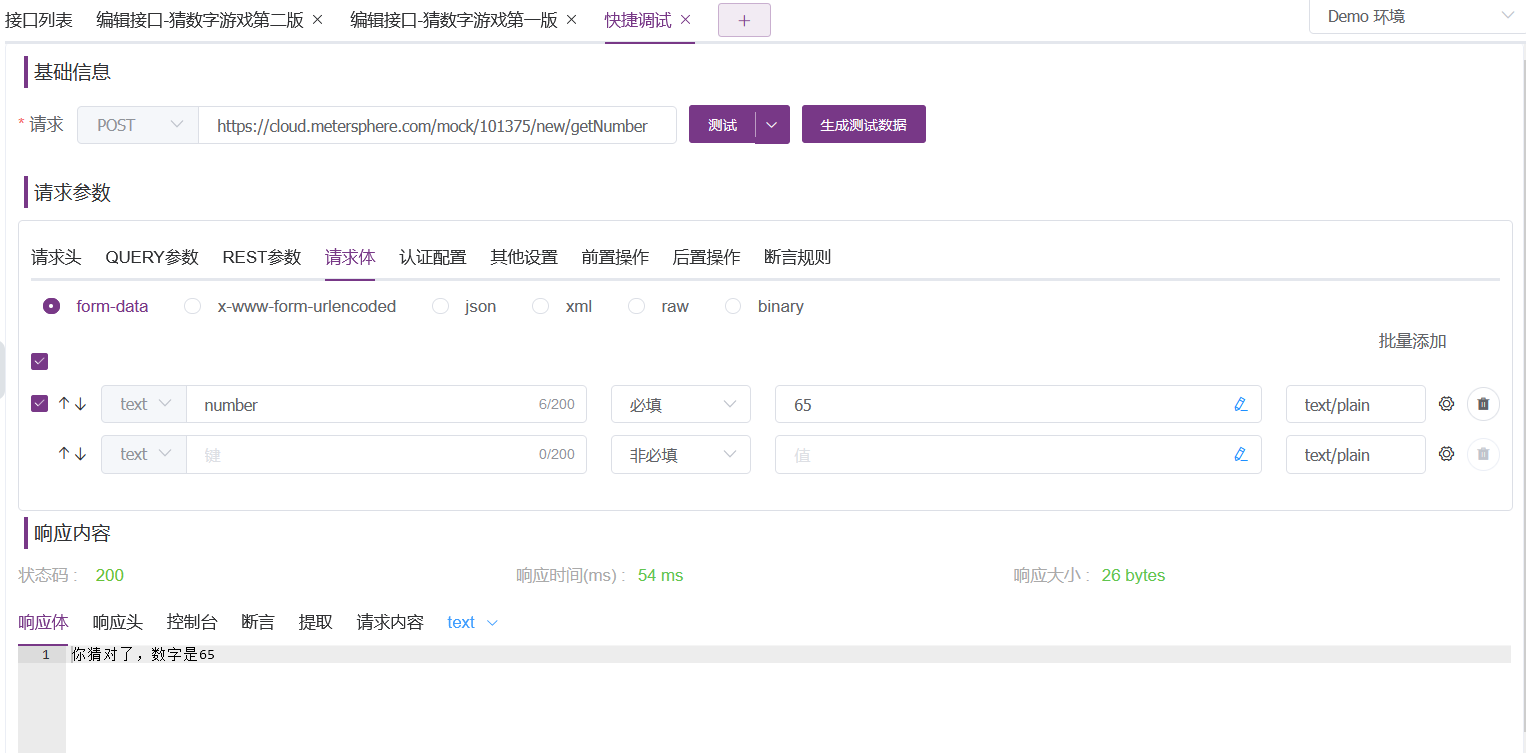 接口列表 编辑接口-猜数字游戏第二版 × 编辑接口-猜数字游戏第一版 × 快捷调试 × + Demo 环境
基础信息
* 请求 POST https://cloud.metersphere.com/mock/101375/new/getNumber 测试 生成测试数据
请求参数
请求头 QUERY参数 REST参数 请求体 认证配置 其他设置 前置操作 后置操作 断言规则
form-data x-www-form-urlencoded json xml raw binary
批量添加
text number 6/200 必填 65 text/plain
text 键 0/200 非必填 值 text/plain
响应内容
状态码 : 200 响应时间(ms) : 54 ms 响应大小 : 26 bytes
响应体 响应头 控制台 断言 提取 请求内容 text
1 你猜对了，数字是65